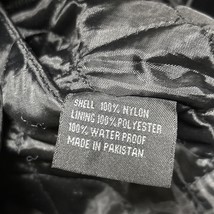 SHELL 100% NYLON
LINING 100% POLYESTER
100% WATER PROOF
MADE IN PAKISTAN